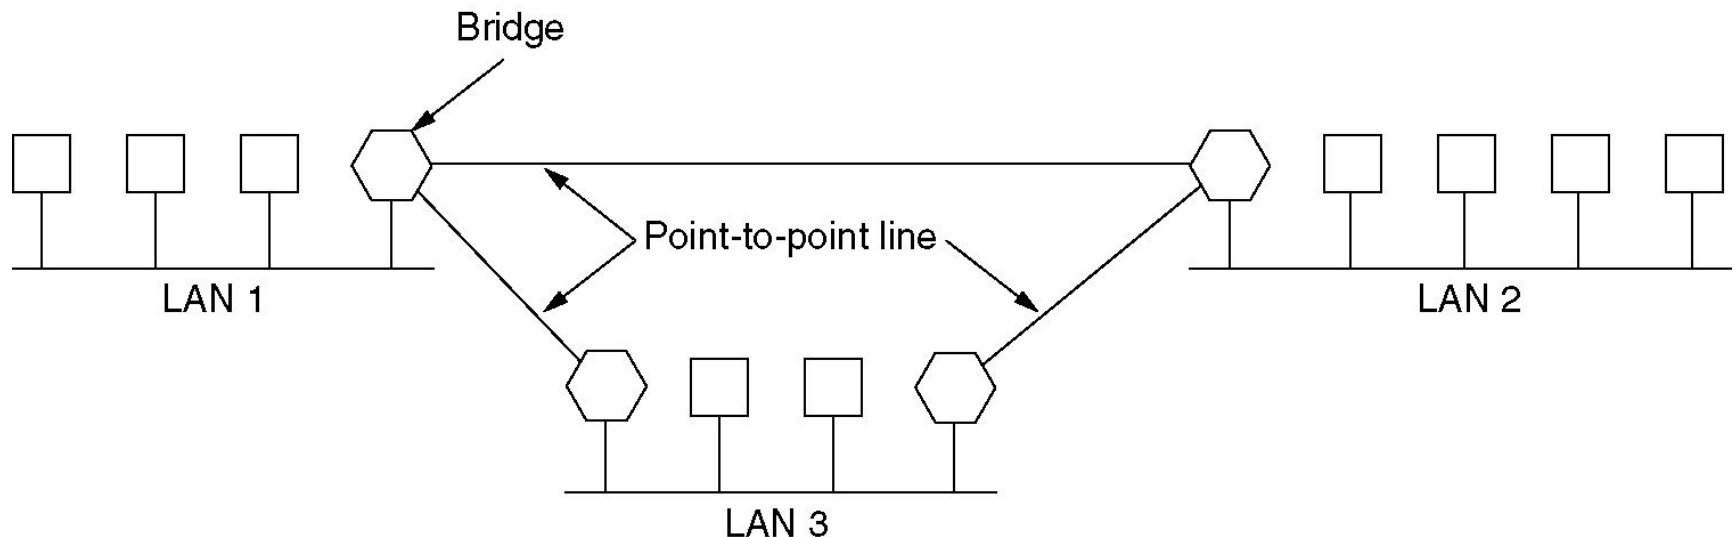 Bridge
Point-to-point line
LAN 1
LAN 2
LAN 3